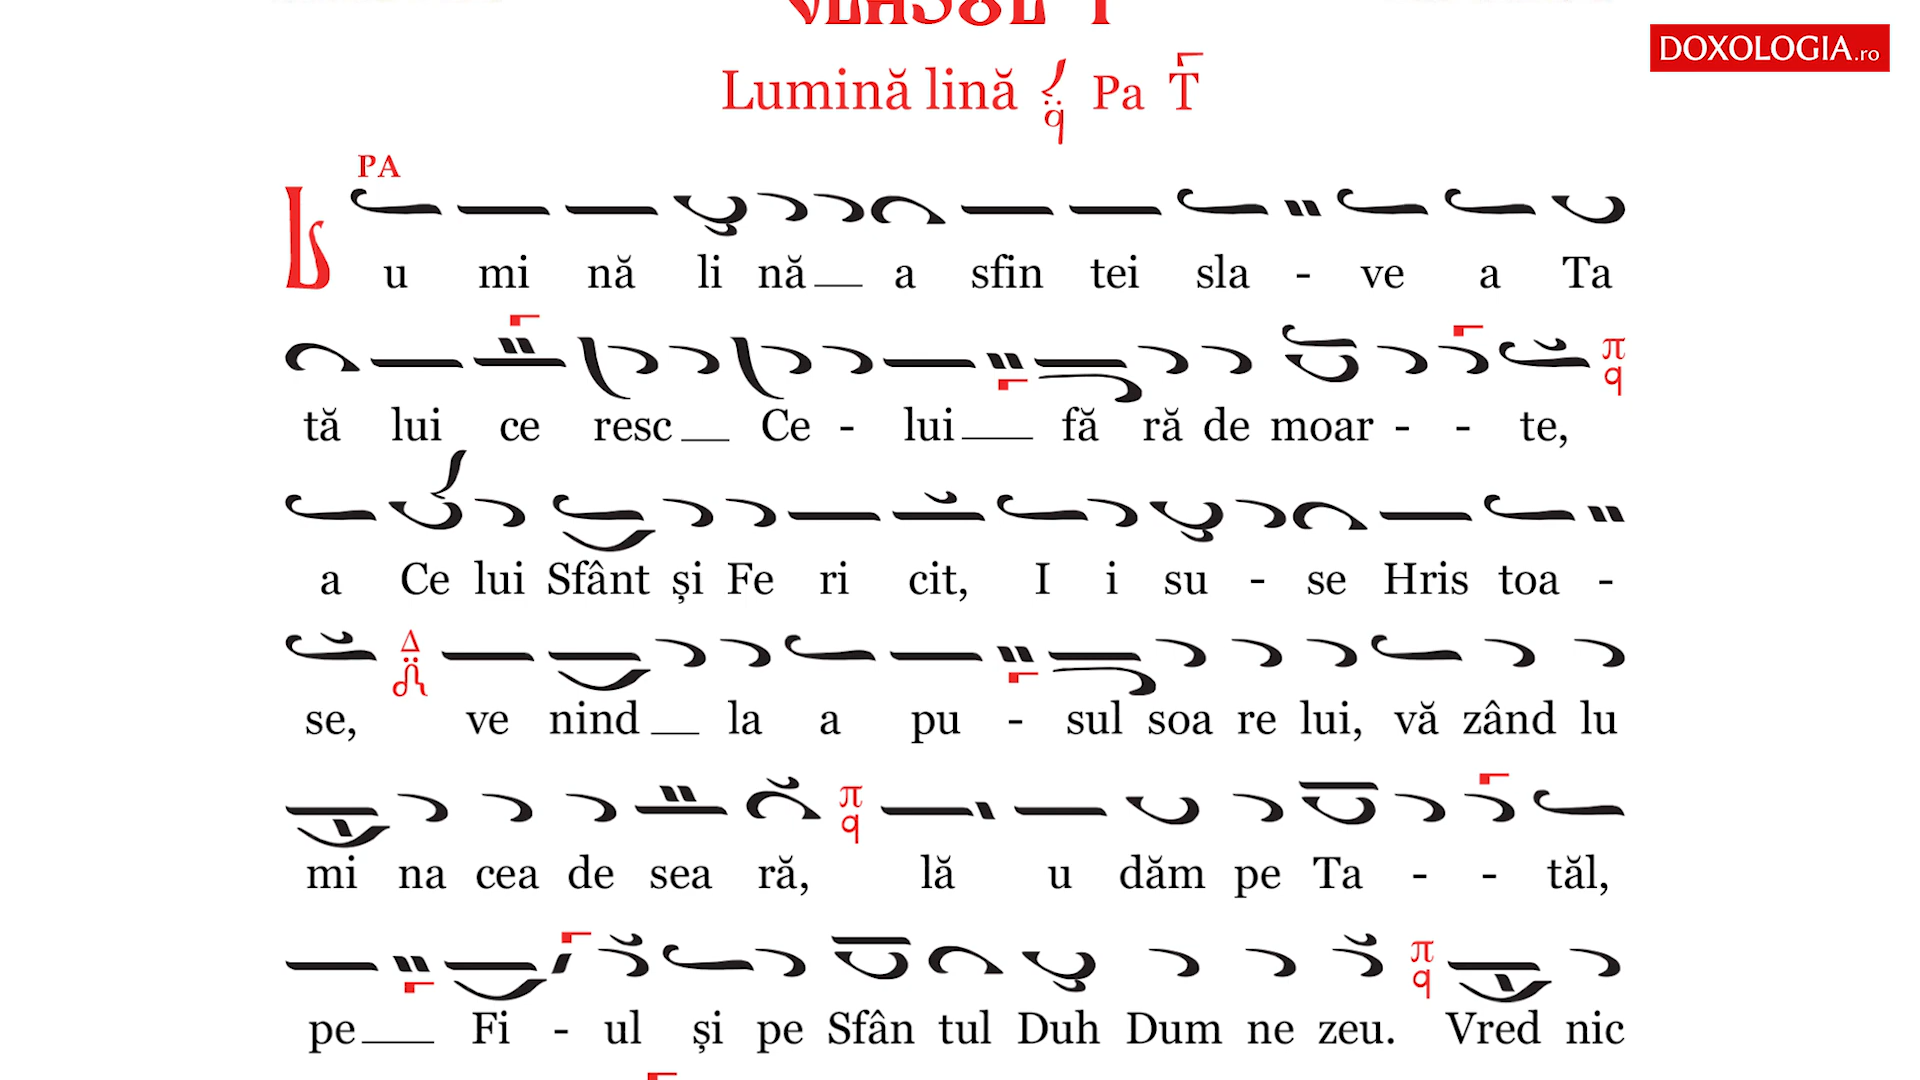 DOXOLOGIA.ro
Lumină lină Pa
PA
L u mi nă li nă a sfin tei sla - ve a Ta
tă lui ce resc Ce - lui fă ră de moar - - te,
a Ce lui Sfânt și Fe ri cit, I i su - se Hris toa -
se, ve nind la a pu - sul soa re lui, vă zând lu
mi na cea de sea ră, lă u dăm pe Ta - - tăl,
pe Fi - ul și pe Sfân tul Duh Dum ne zeu. Vred nic